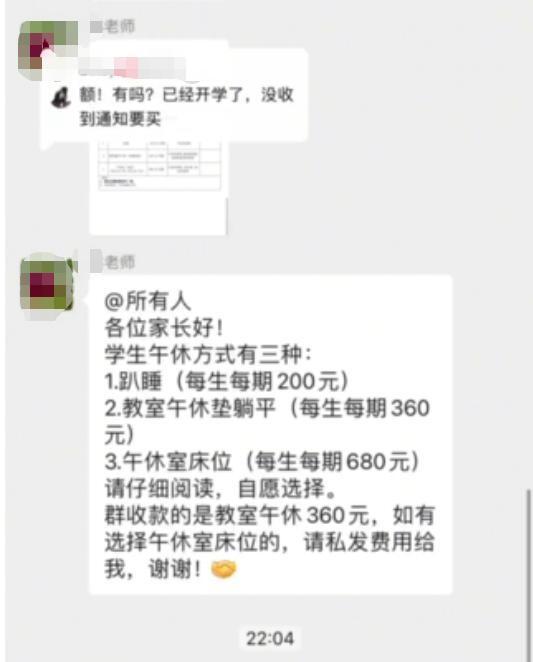 老师
额！有吗？已经开学了，没收
到通知要买
老师
@所有人
各位家长好！
学生午休方式有三种：
1.趴睡（每生每期200元）
2.教室午休垫躺平（每生每期360
元）
3.午休室床位（每生每期680元）
请仔细阅读，自愿选择。
群收款的是教室午休360元，如有
选择午休室床位的，请私发费用给
我，谢谢！🤝
22:04